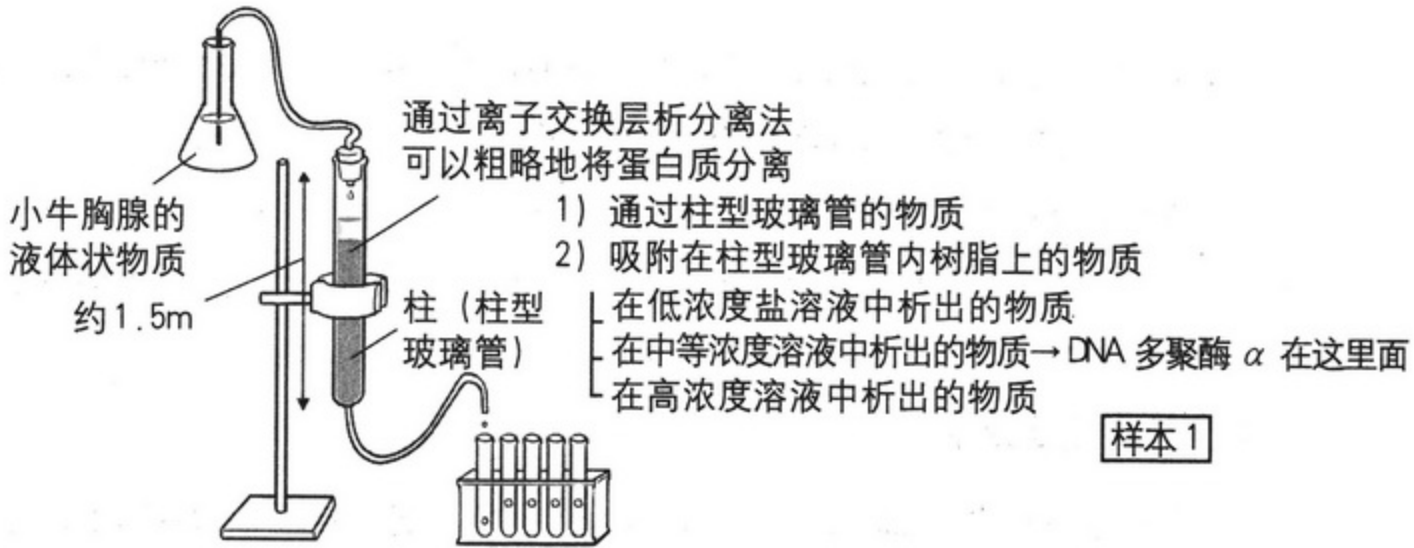 通过离子交换层析分离法
可以粗略地将蛋白质分离
1) 通过柱型玻璃管的物质
2) 吸附在柱型玻璃管内树脂上的物质
在低浓度盐溶液中析出的物质
在中等浓度溶液中析出的物质→ DNA 多聚酶 α 在这里面
在高浓度溶液中析出的物质
样本1
小牛胸腺的
液体状物质
约1.5m
柱 (柱型
玻璃管)